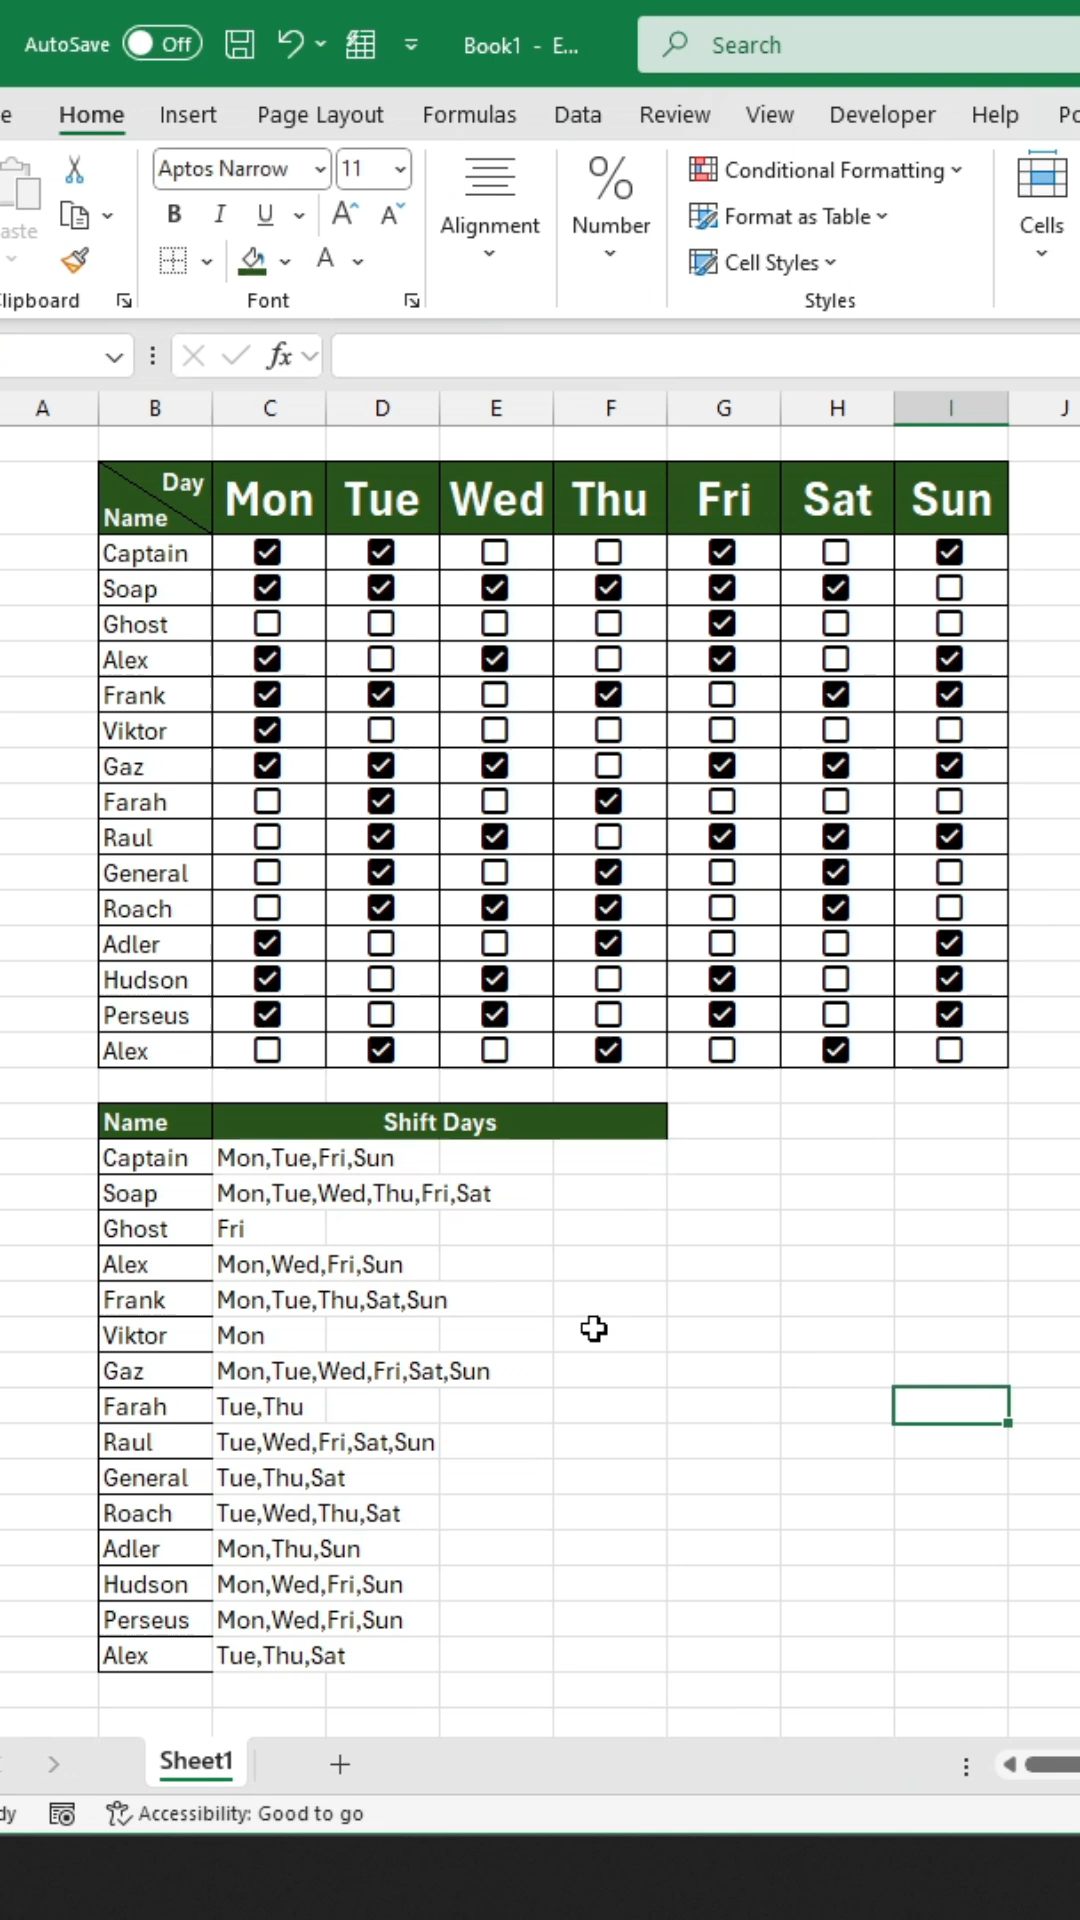 AutoSave Off Book1 - E... Search
e Home Insert Page Layout Formulas Data Review View Developer Help Po
aste Aptos Narrow 11 Alignment % Number Conditional Formatting Cells
B I U A A Format as Table
A Cell Styles
lipboard Font Styles
fx
A B C D E F G H I J
Day
Name
Mon Tue Wed Thu Fri Sat Sun
Captain
Soap
Ghost
Alex
Frank
Viktor
Gaz
Farah
Raul
General
Roach
Adler
Hudson
Perseus
Alex
Name Shift Days
Captain Mon,Tue,Fri,Sun
Soap Mon,Tue,Wed,Thu,Fri,Sat
Ghost Fri
Alex Mon,Wed,Fri,Sun
Frank Mon,Tue,Thu,Sat,Sun
Viktor Mon
Gaz Mon,Tue,Wed,Fri,Sat,Sun
Farah Tue,Thu
Raul Tue,Wed,Fri,Sat,Sun
General Tue,Thu,Sat
Roach Tue,Wed,Thu,Sat
Adler Mon,Thu,Sun
Hudson Mon,Wed,Fri,Sun
Perseus Mon,Wed,Fri,Sun
Alex Tue,Thu,Sat
Sheet1
dy Accessibility: Good to go